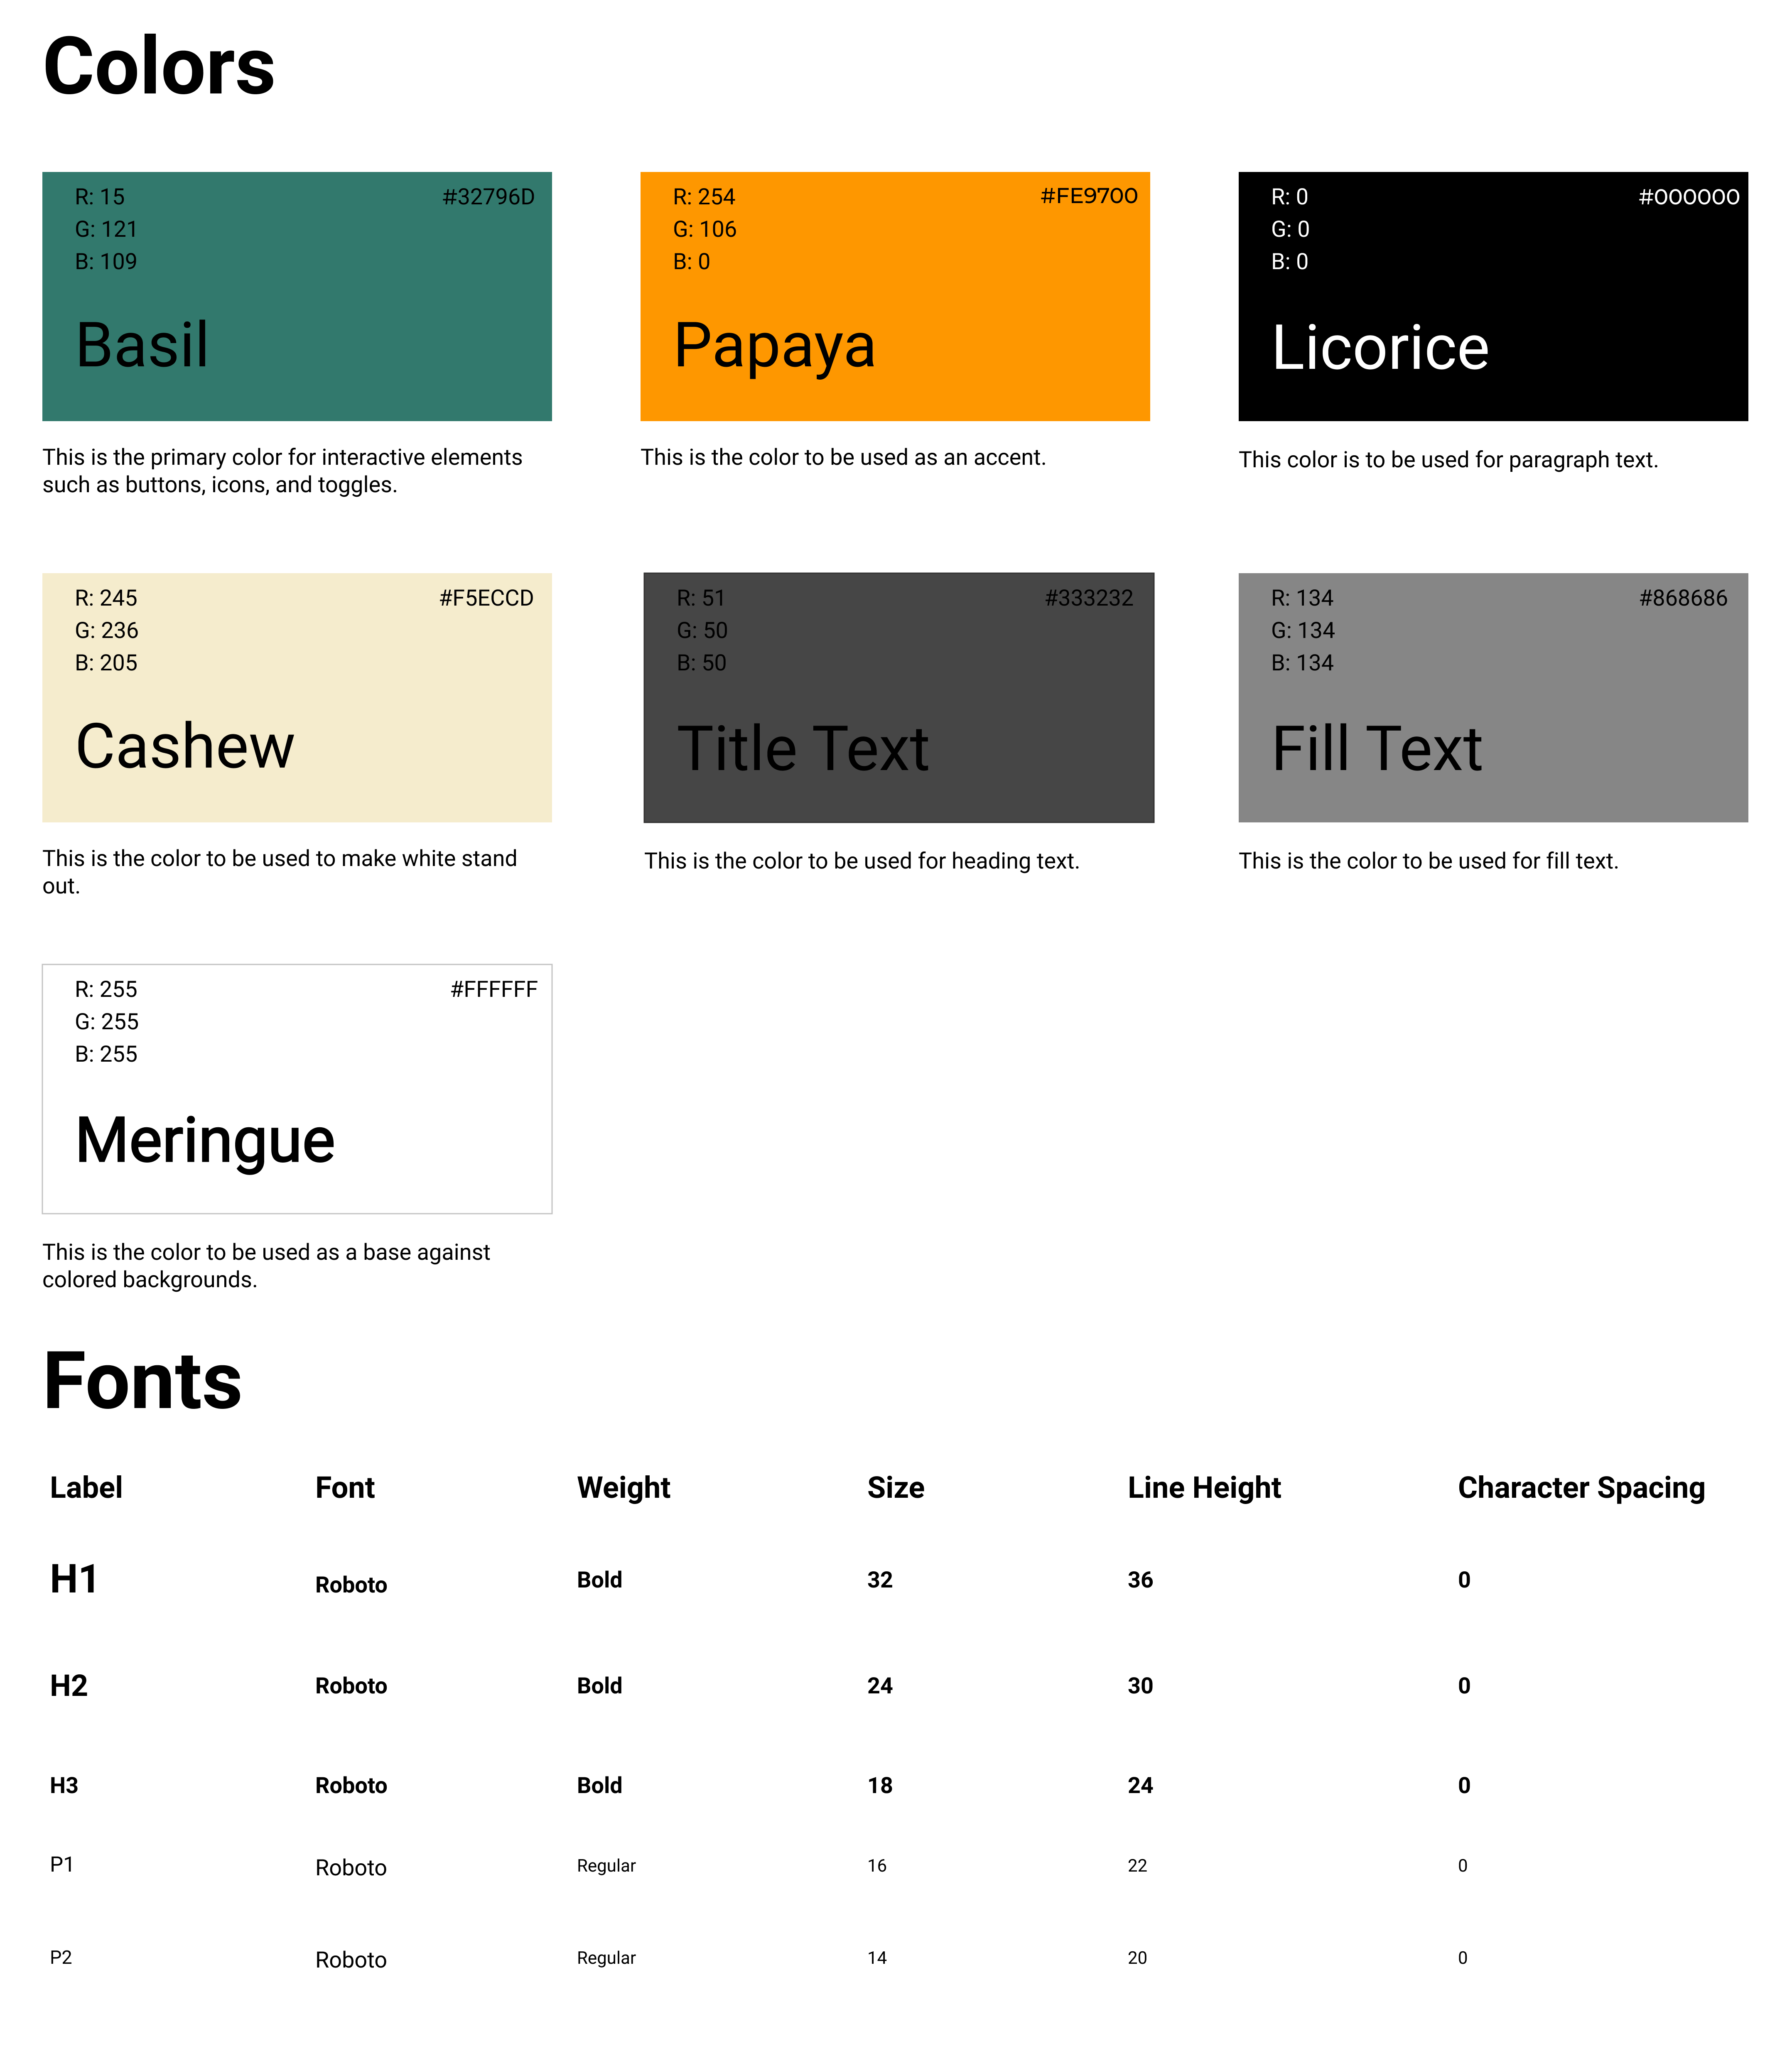 Colors
R: 15
#32796D
G: 121
B: 109
Basil
This is the primary color for interactive elements
such as buttons, icons, and toggles.
R: 254
#FE9700
G: 106
B: 0
Papaya
This is the color to be used as an accent.
R: 0
#000000
G: 0
B: 0
Licorice
This color is to be used for paragraph text.
R: 245
#F5ECCD
G: 236
B: 205
Cashew
This is the color to be used to make white stand
out.
R: 51
#333232
G: 50
B: 50
Title Text
This is the color to be used for heading text.
R: 134
#868686
G: 134
B: 134
Fill Text
This is the color to be used for fill text.
R: 255
#FFFFFF
G: 255
B: 255
Meringue
This is the color to be used as a base against
colored backgrounds.
Fonts
Label Font Weight Size Line Height Character Spacing
H1 Roboto Bold 32 36 0
H2 Roboto Bold 24 30 0
H3 Roboto Bold 18 24 0
P1 Roboto Regular 16 22 0
P2 Roboto Regular 14 20 0